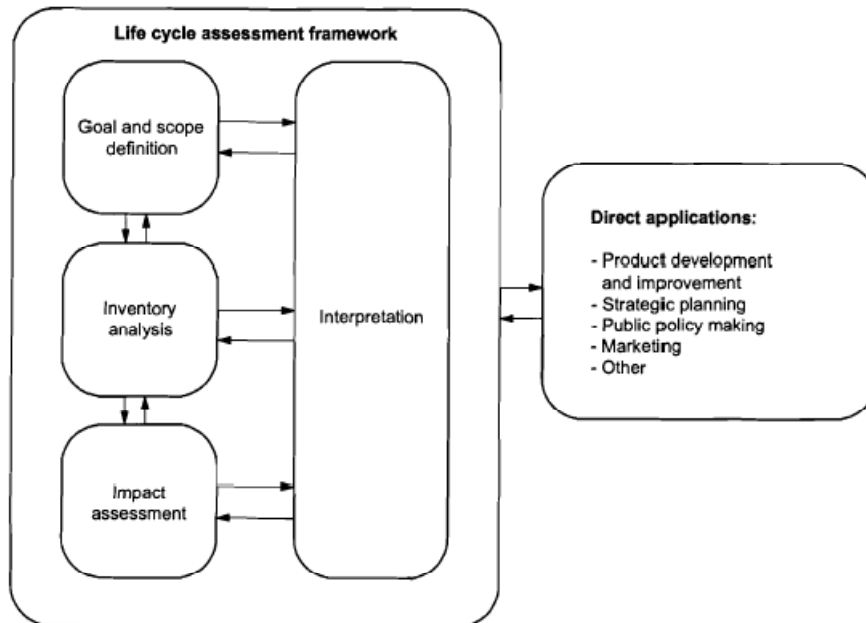 Life cycle assessment framework
Goal and scope
definition
Inventory
analysis
Impact
assessment
Interpretation
Direct applications:
- Product development
and improvement
- Strategic planning
- Public policy making
- Marketing
- Other